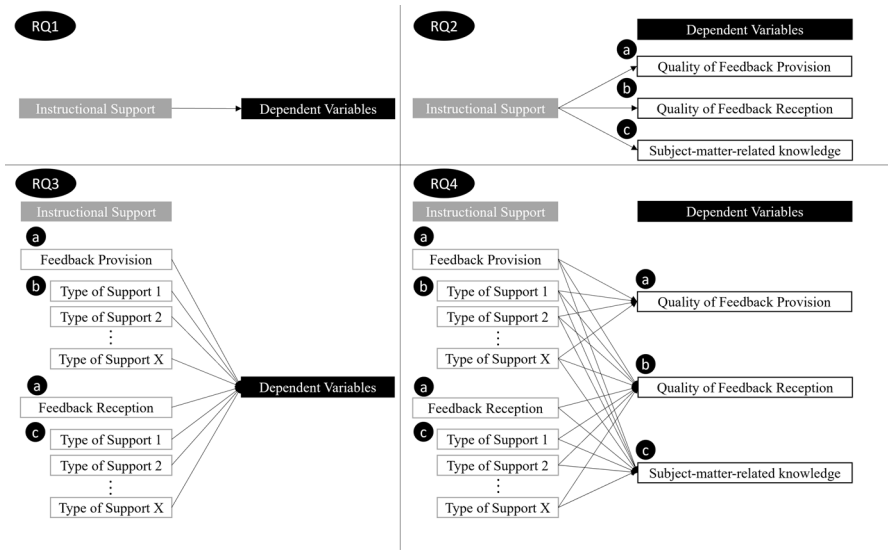 RQ1
Instructional Support
Dependent Variables
RQ2
Dependent Variables
a
Quality of Feedback Provision
b
Instructional Support
Quality of Feedback Reception
c
Subject-matter-related knowledge
RQ3
Instructional Support
a
Feedback Provision
b
Type of Support 1
Type of Support 2
⋮
Type of Support X
a
Dependent Variables
Feedback Reception
c
Type of Support 1
Type of Support 2
⋮
Type of Support X
RQ4
Instructional Support
Dependent Variables
a
Feedback Provision
b
Type of Support 1
Type of Support 2
⋮
Type of Support X
a
Feedback Reception
c
Type of Support 1
Type of Support 2
⋮
Type of Support X
a
Quality of Feedback Provision
b
Quality of Feedback Reception
c
Subject-matter-related knowledge